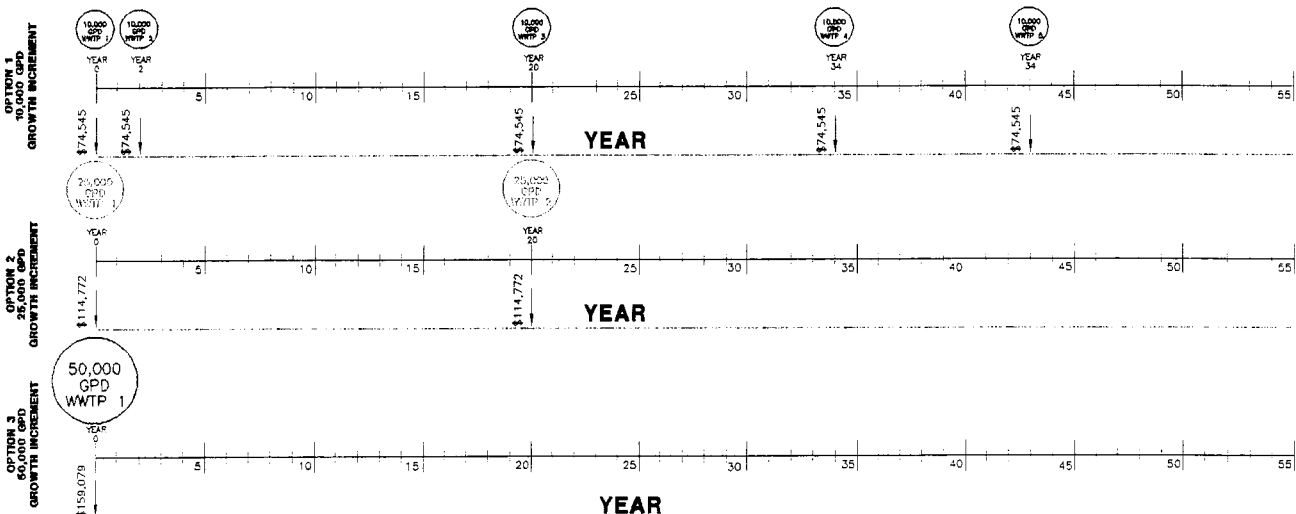 OPTION 1
10,000 GPD
GROWTH INCREMENT
10,000
GPD
WWTP 1
YEAR
0
10,000
GPD
WWTP 2
YEAR
2
10,000
GPD
WWTP 3
YEAR
20
10,000
GPD
WWTP 4
YEAR
34
10,000
GPD
WWTP 5
YEAR
34
5 10 15 20 25 30 35 40 45 50 55
$74,545 $74,545 $74,545 $74,545 $74,545
YEAR
OPTION 2
25,000 GPD
GROWTH INCREMENT
25,000
GPD
WWTP 1
YEAR
0
25,000
GPD
WWTP 2
YEAR
20
5 10 15 20 25 30 35 40 45 50 55
$114,772 $114,772
YEAR
OPTION 3
50,000 GPD
GROWTH INCREMENT
50,000
GPD
WWTP 1
YEAR
0
5 10 15 20 25 30 35 40 45 50 55
$159,079
YEAR